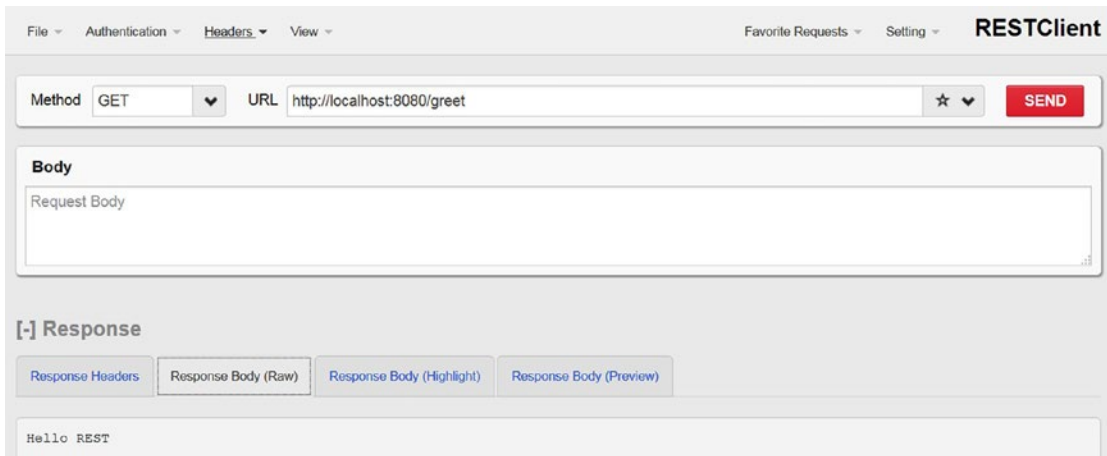 File Authentication Headers View Favorite Requests Setting RESTClient
Method GET URL http://localhost:8080/greet SEND
Body
Request Body
[-] Response
Response Headers Response Body (Raw) Response Body (Highlight) Response Body (Preview)
Hello REST